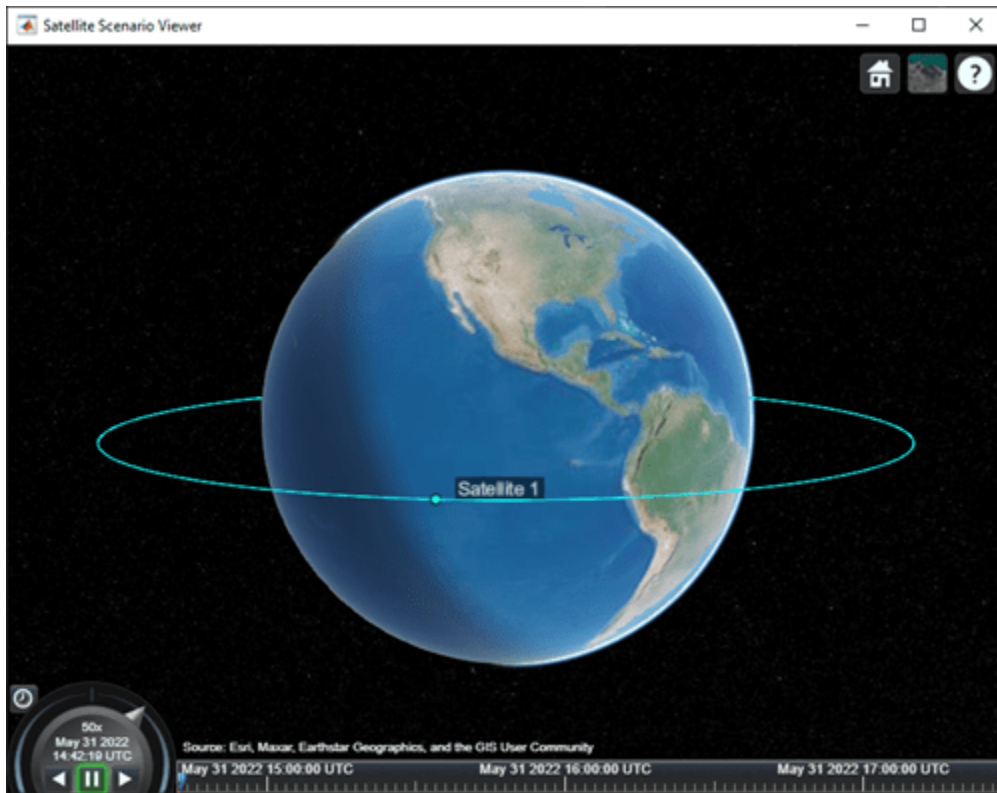 Satellite Scenario Viewer
?
Satellite 1
50x
May 31 2022
14:42:19 UTC
Source: Esri, Maxar, Earthstar Geographics, and the GIS User Community
May 31 2022 15:00:00 UTC May 31 2022 16:00:00 UTC May 31 2022 17:00:00 UTC